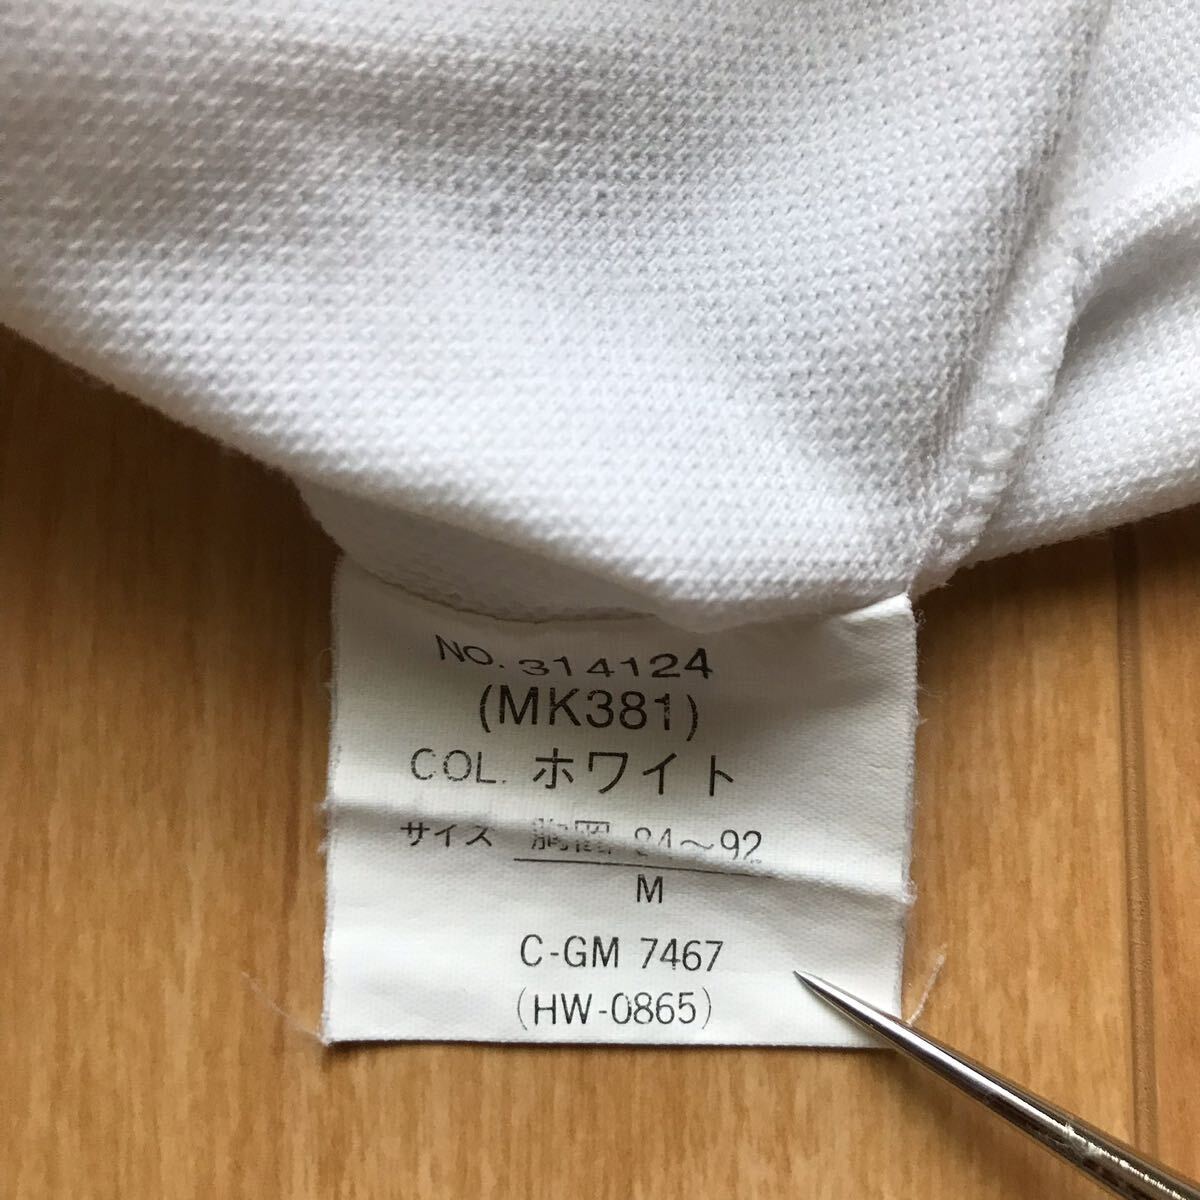 NO. 314124
(MK381)
COL. ホワイト
サイズ 胸囲 84～92
M
C-GM 7467
(HW-0865)